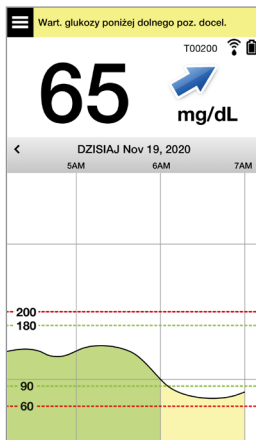 Wart. glukozy poniżej dolnego poz. docel.
T00200
65
mg/dL
DZISIAJ Nov 19, 2020
5AM 6AM 7AM
200
180
90
60